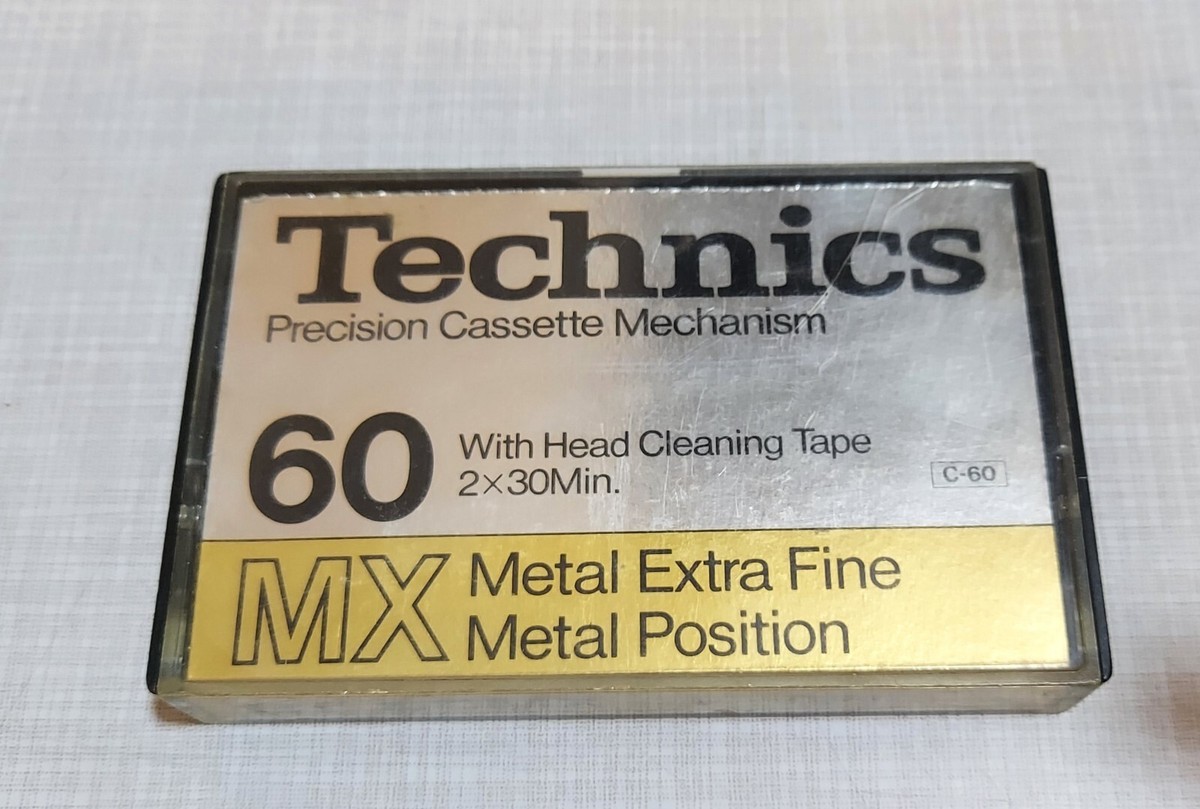 Technics
Precision Cassette Mechanism
60
With Head Cleaning Tape
2×30Min.
C-60
MX
Metal Extra Fine
Metal Position